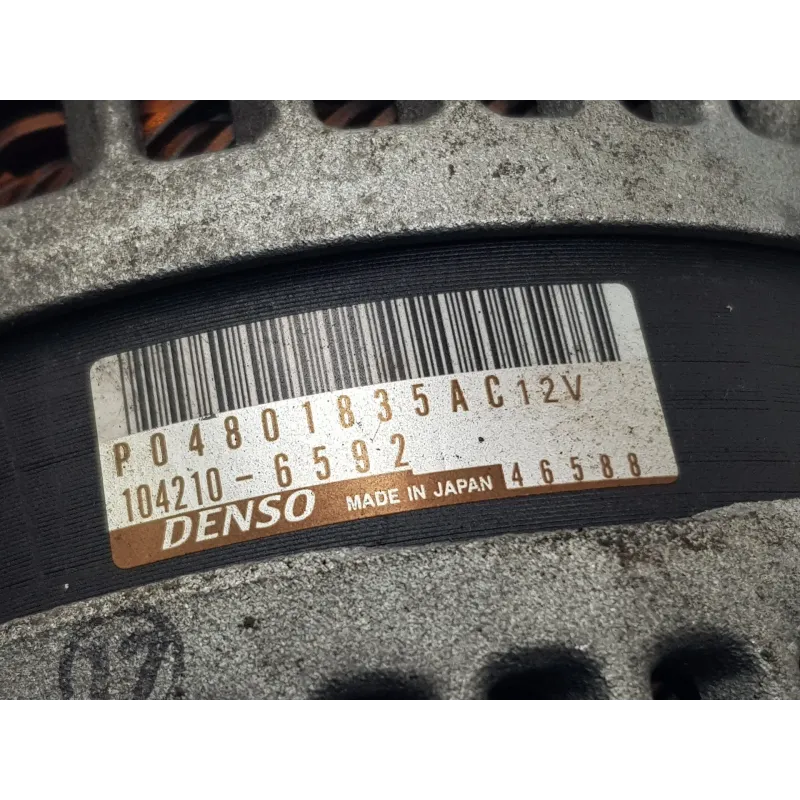 P04801835AC 12V
104210-6592
DENSO MADE IN JAPAN 46588